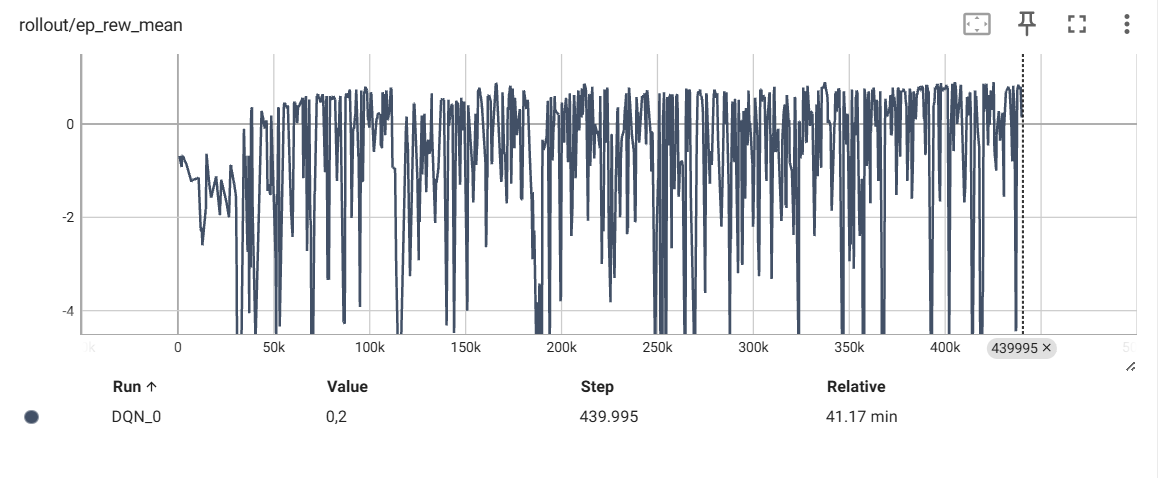 rollout/ep_rew_mean
0
-2
-4
0 50k 100k 150k 200k 250k 300k 350k 400k 439995 ×
Run ↑ Value Step Relative
DQN_0 0,2 439.995 41.17 min